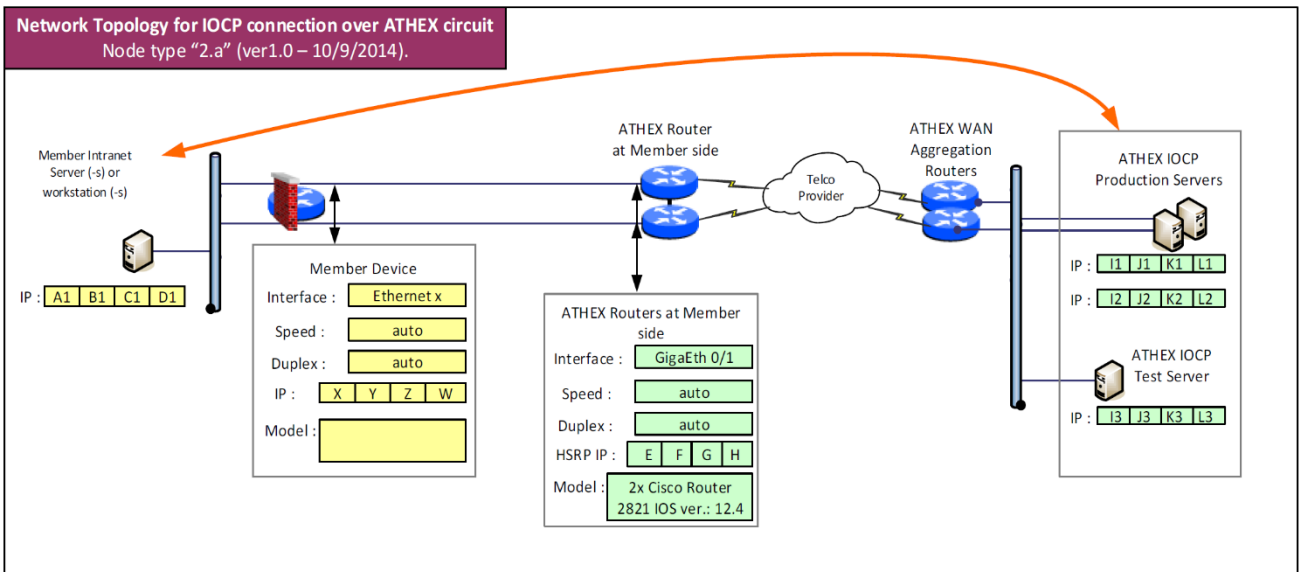 Network Topology for IOCP connection over ATHEX circuit
Node type “2.a” (ver1.0 – 10/9/2014).
Member Intranet
Server (-s) or
workstation (-s)
IP : A1 B1 C1 D1
Member Device
Interface : Ethernet x
Speed : auto
Duplex : auto
IP : X Y Z W
Model :
ATHEX Router
at Member side
ATHEX Routers at Member
side
Interface : GigaEth 0/1
Speed : auto
Duplex : auto
HSRP IP : E F G H
Model : 2x Cisco Router
2821 IOS ver.: 12.4
Telco
Provider
ATHEX WAN
Aggregation
Routers
ATHEX IOCP
Production Servers
IP : I1 J1 K1 L1
IP : I2 J2 K2 L2
ATHEX IOCP
Test Server
IP : I3 J3 K3 L3